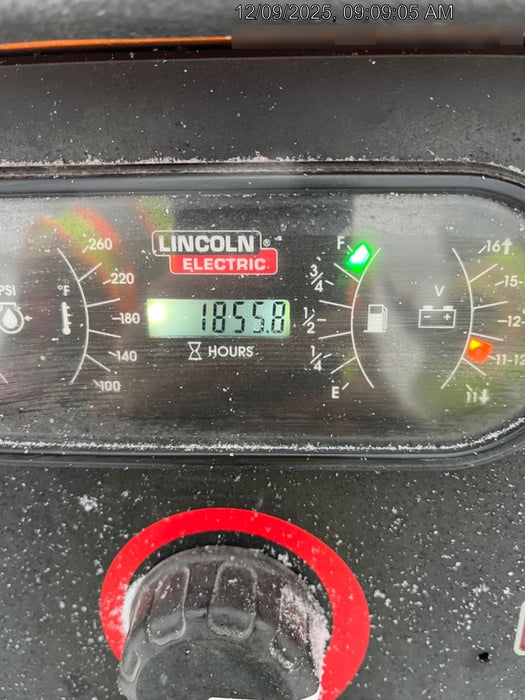 12/09/2025, 09:09:05 AM
LINCOLN®
ELECTRIC
1855.8
HOURS
PSI
°F
260
220
180
140
100
F
3/4
1/2
1/4
E
V
16↑
15-
12-
11-12
11↓